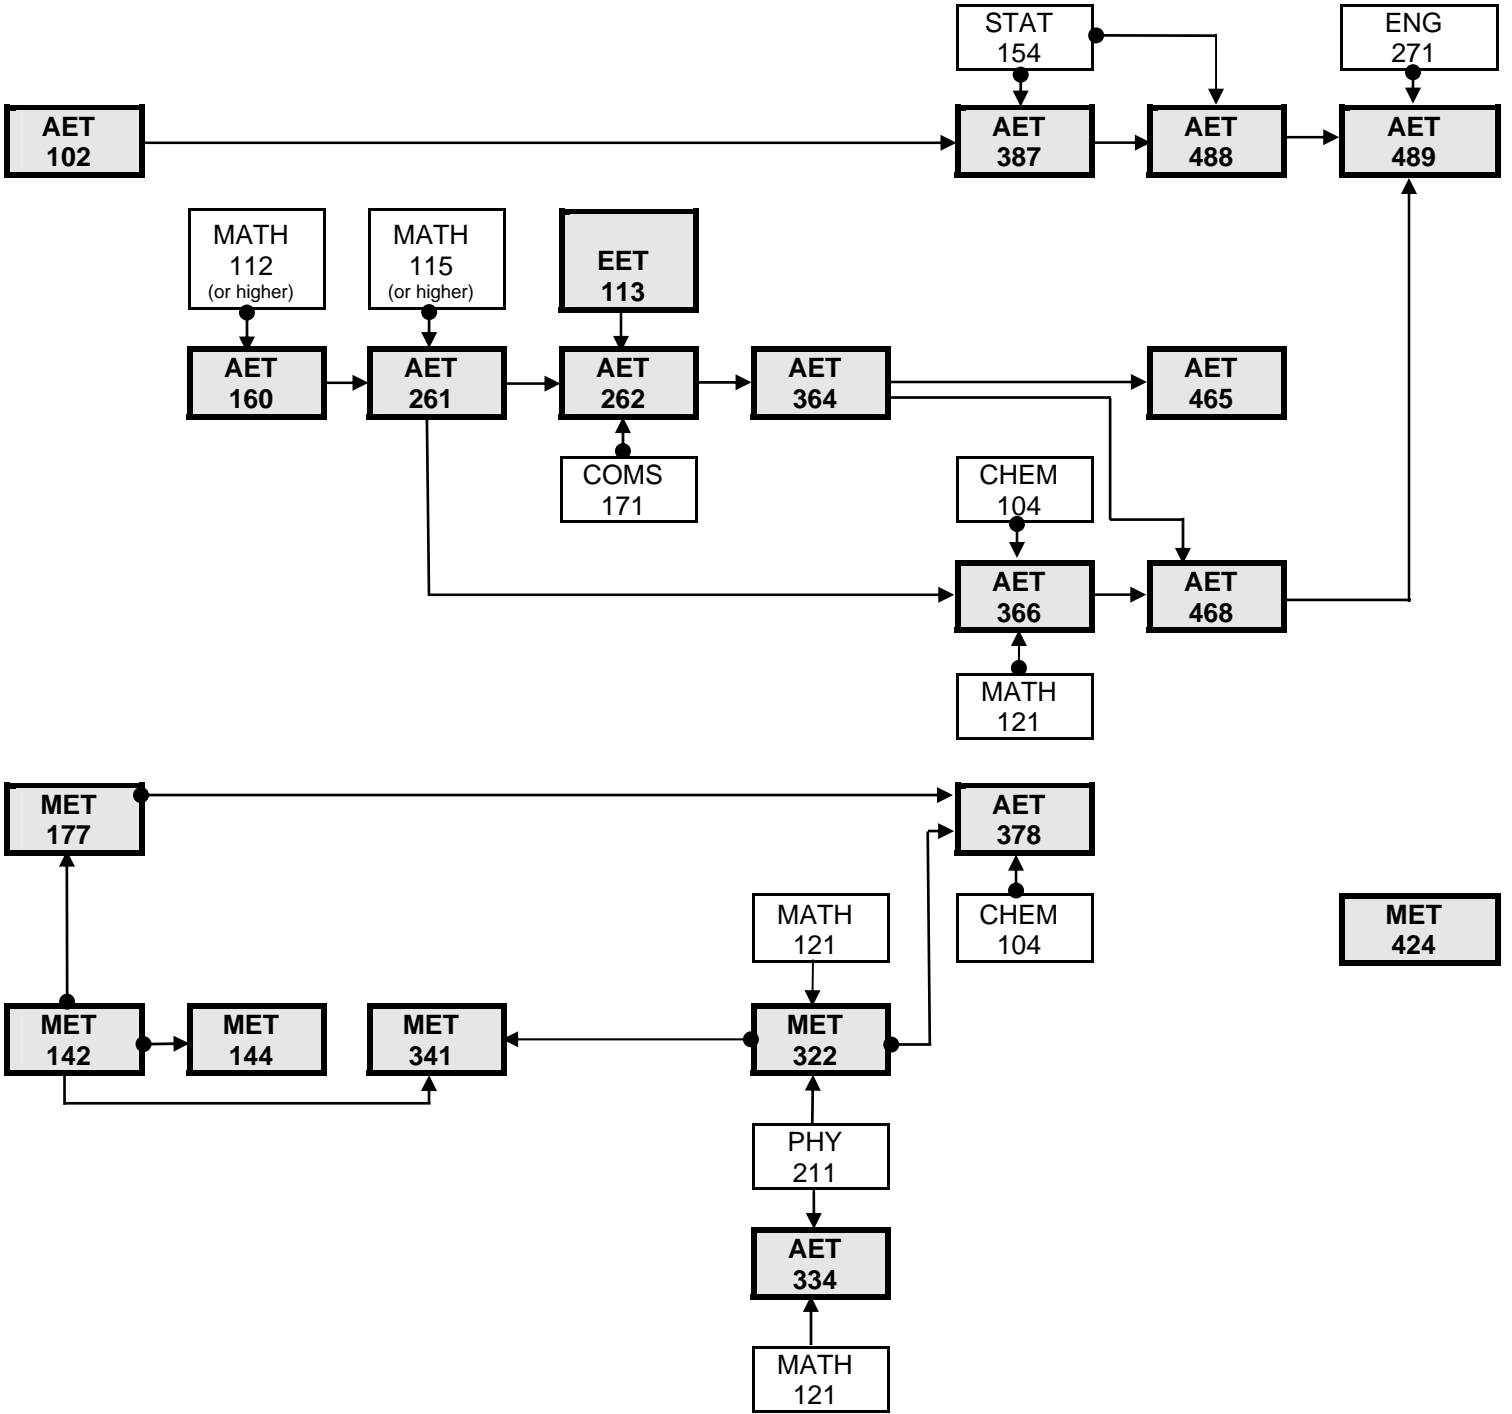 STAT
154
ENG
271
AET
102
AET
387
AET
488
AET
489
MATH
112
(or higher)
MATH
115
(or higher)
EET
113
AET
160
AET
261
AET
262
AET
364
AET
465
COMS
171
CHEM
104
AET
366
AET
468
MATH
121
MET
177
AET
378
MATH
121
CHEM
104
MET
424
MET
142
MET
144
MET
341
MET
322
PHY
211
AET
334
MATH
121